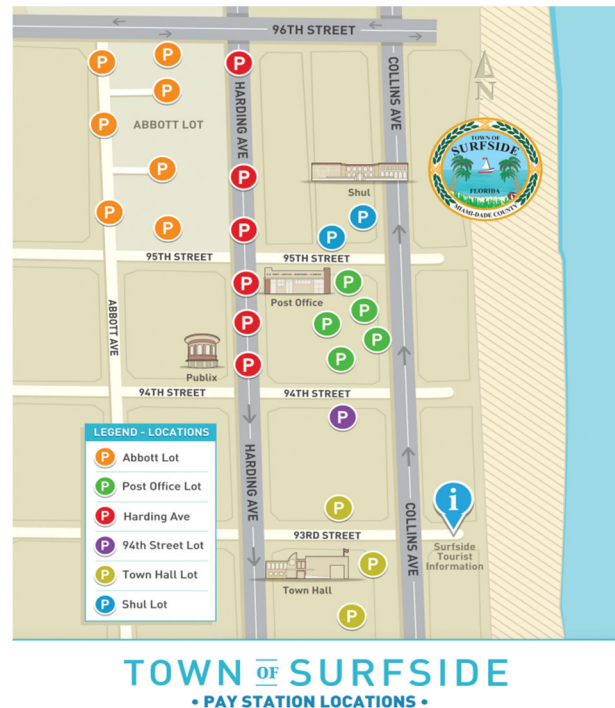 96TH STREET
P
P
P
P
P
ABBOTT LOT
HARDING AVE
COLLINS AVE
N
TOWN OF
SURFSIDE
FLORIDA
MIAMI-DADE COUNTY
P
P
Shul
P
P
P
P
P
95TH STREET
95TH STREET
P
P
Post Office
P
P
P
P
ABBOTT AVE
Publix
P
P
P
94TH STREET
94TH STREET
P
LEGEND - LOCATIONS
P Abbott Lot
P Post Office Lot
P Harding Ave
P 94th Street Lot
P Town Hall Lot
P Shul Lot
HARDING AVE
COLLINS AVE
P
i
93RD STREET
Surfside
Tourist
Information
P
Town Hall
P
TOWN OF SURFSIDE
• PAY STATION LOCATIONS •